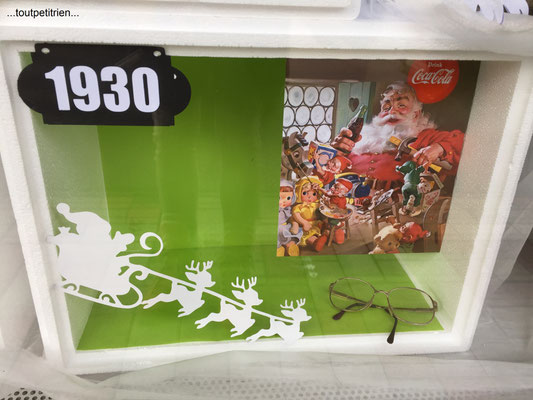 ...toutpetitrien...
1930
Drink
Coca-Cola